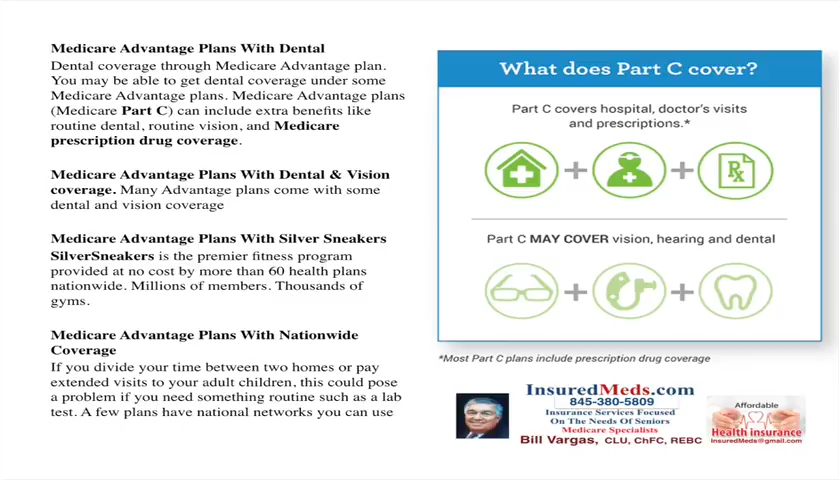 Medicare Advantage Plans With Dental
Dental coverage through Medicare Advantage plan.
You may be able to get dental coverage under some
Medicare Advantage plans. Medicare Advantage plans
(Medicare Part C) can include extra benefits like
routine dental, routine vision, and Medicare
prescription drug coverage.
Medicare Advantage Plans With Dental & Vision
coverage. Many Advantage plans come with some
dental and vision coverage
Medicare Advantage Plans With Silver Sneakers
SilverSneakers is the premier fitness program
provided at no cost by more than 60 health plans
nationwide. Millions of members. Thousands of
gyms.
Medicare Advantage Plans With Nationwide
Coverage
If you divide your time between two homes or pay
extended visits to your adult children, this could pose
a problem if you need something routine such as a lab
test. A few plans have national networks you can use
What does Part C cover?
Part C covers hospital, doctor's visits
and prescriptions.*
+ +
Rx
Part C MAY COVER vision, hearing and dental
+ +
*Most Part C plans include prescription drug coverage
InsuredMeds.com
845-380-5809
Insurance Services Focused
On The Needs Of Seniors
Medicare Specialists
Bill Vargas, CLU, ChFC, REBC
Affordable
Health insurance
InsuredMeds@gmail.com